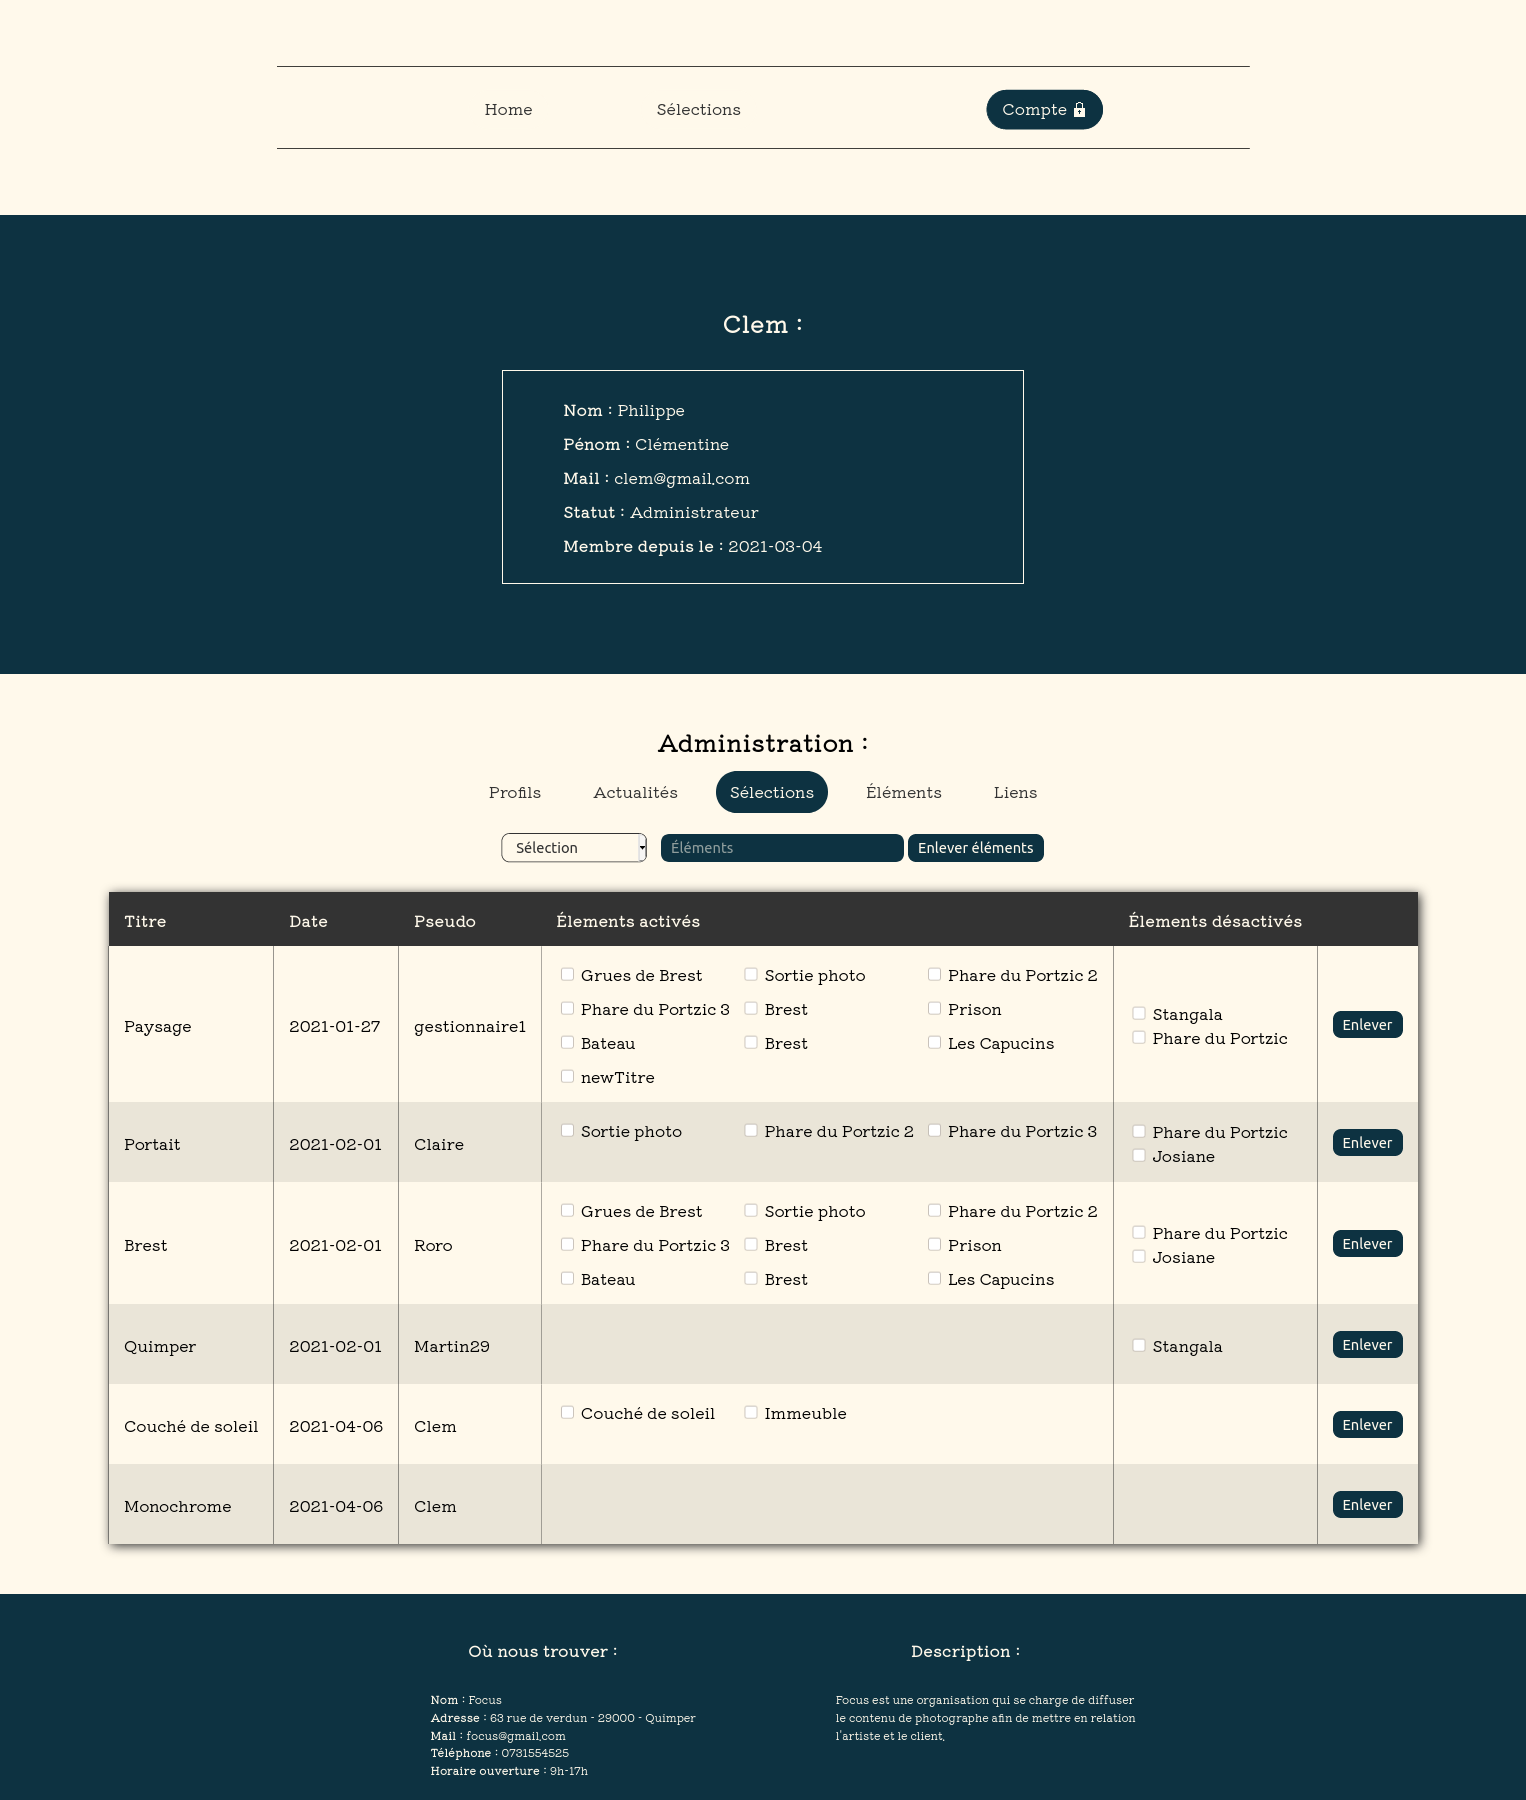 Home Sélections Compte
Clem :
Nom : Philippe
Pénom : Clémentine
Mail : clem@gmail.com
Statut : Administrateur
Membre depuis le : 2021-03-04
Administration :
Profils Actualités Sélections Éléments Liens
Sélection Éléments Enlever éléments
Titre Date Pseudo Élements activés Élements désactivés
Paysage 2021-01-27 gestionnaire1
Grues de Brest Sortie photo Phare du Portzic 2
Phare du Portzic 3 Brest Prison
Bateau Brest Les Capucins
newTitre
Stangala
Phare du Portzic
Enlever
Portait 2021-02-01 Claire
Sortie photo Phare du Portzic 2 Phare du Portzic 3
Phare du Portzic
Josiane
Enlever
Brest 2021-02-01 Roro
Grues de Brest Sortie photo Phare du Portzic 2
Phare du Portzic 3 Brest Prison
Bateau Brest Les Capucins
Phare du Portzic
Josiane
Enlever
Quimper 2021-02-01 Martin29 Stangala Enlever
Couché de soleil 2021-04-06 Clem Couché de soleil Immeuble Enlever
Monochrome 2021-04-06 Clem Enlever
Où nous trouver :
Nom : Focus
Adresse : 63 rue de verdun - 29000 - Quimper
Mail : focus@gmail.com
Téléphone : 0731554525
Horaire ouverture : 9h-17h
Description :
Focus est une organisation qui se charge de diffuser
le contenu de photographe afin de mettre en relation
l'artiste et le client.